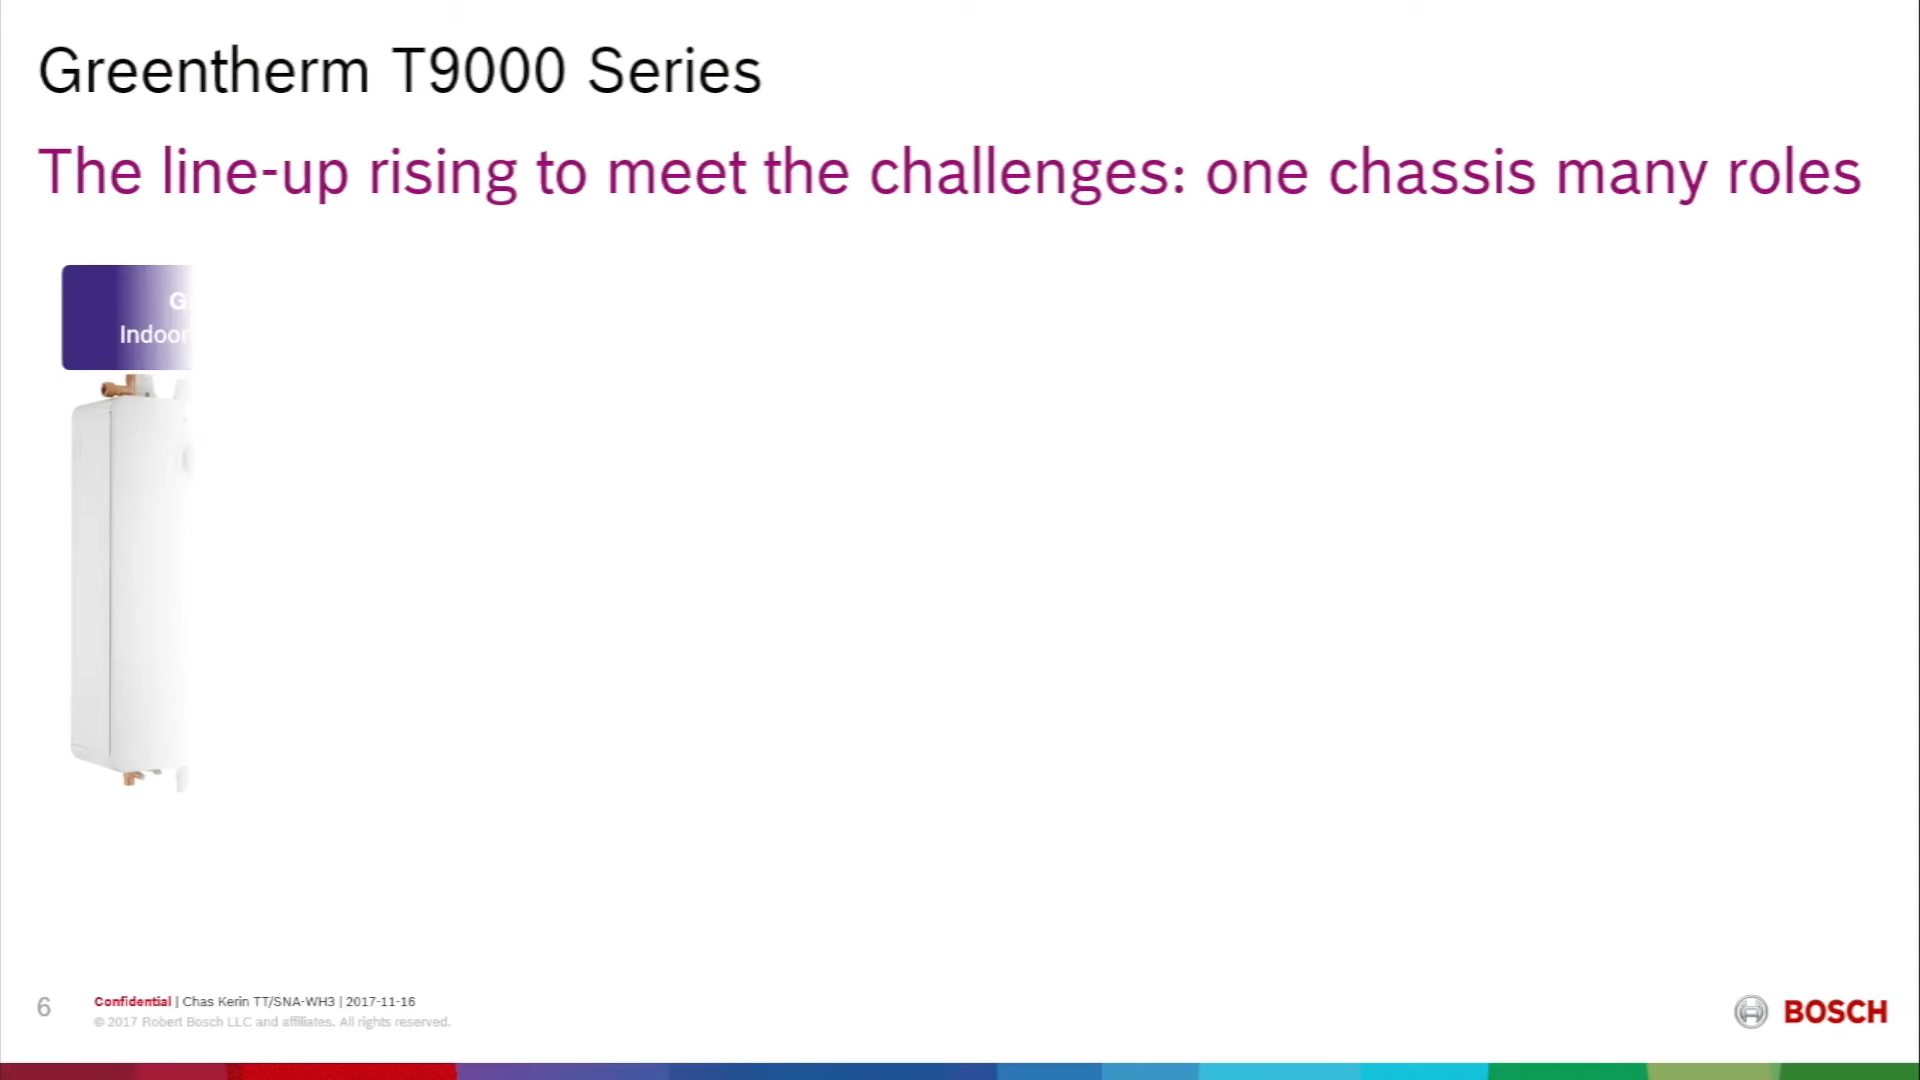 Greentherm T9000 Series
The line-up rising to meet the challenges: one chassis many roles
Indoor
6
Confidential | Chas Kerin TT/SNA-WH3 | 2017-11-16
© 2017 Robert Bosch LLC and affiliates. All rights reserved.
BOSCH